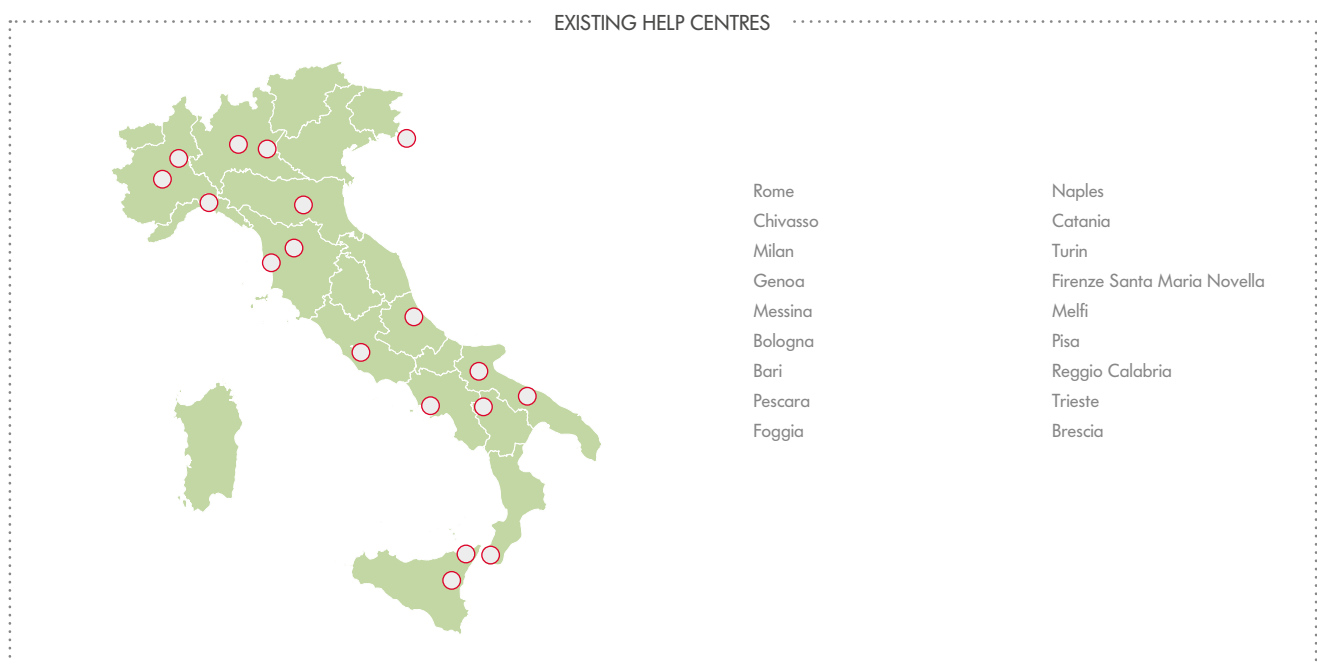 EXISTING HELP CENTRES
Rome
Chivasso
Milan
Genoa
Messina
Bologna
Bari
Pescara
Foggia
Naples
Catania
Turin
Firenze Santa Maria Novella
Melfi
Pisa
Reggio Calabria
Trieste
Brescia